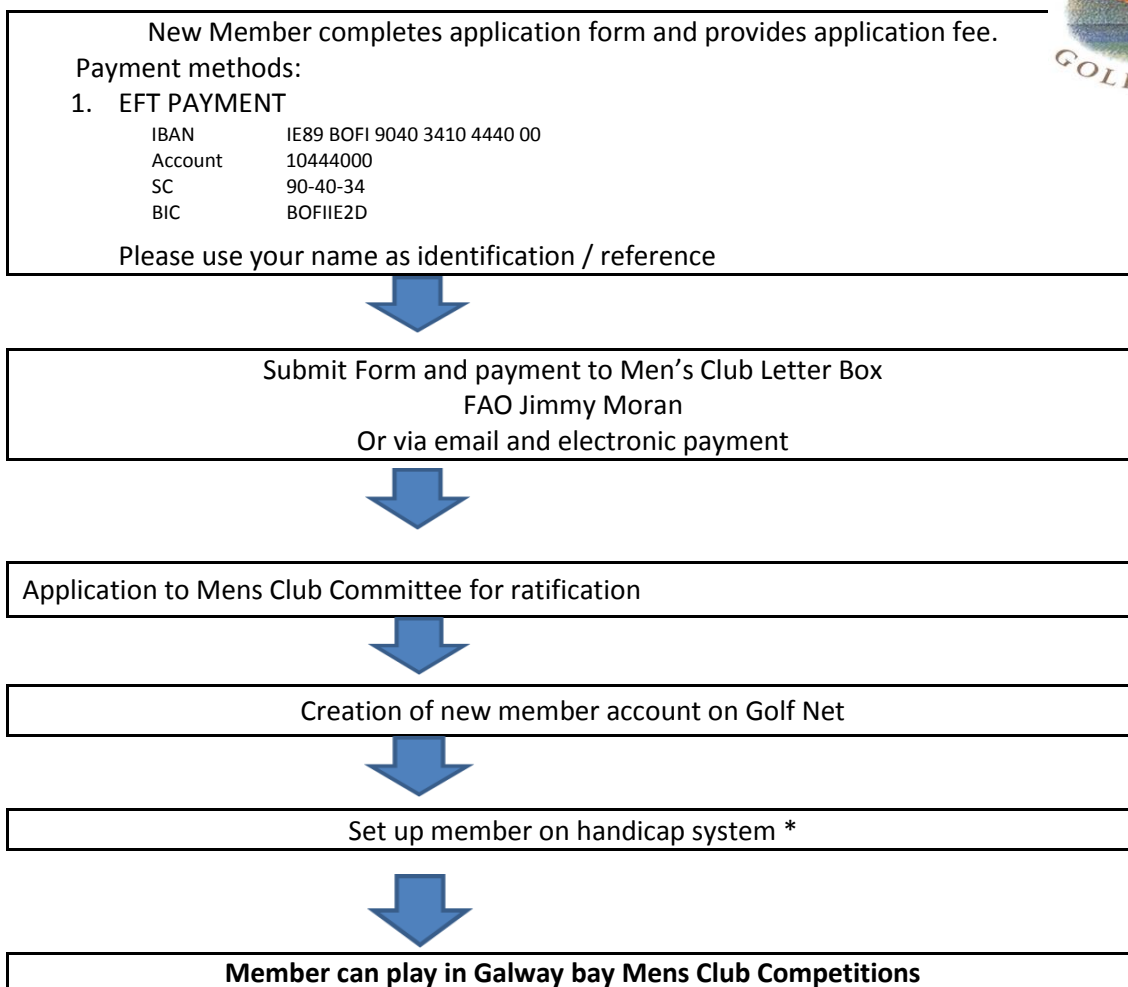 New Member completes application form and provides application fee.
Payment methods:
1. EFT PAYMENT
IBAN IE89 BOFI 9040 3410 4440 00
Account 10444000
SC 90-40-34
BIC BOFIIE2D
Please use your name as identification / reference
Submit Form and payment to Men’s Club Letter Box
FAO Jimmy Moran
Or via email and electronic payment
Application to Mens Club Committee for ratification
Creation of new member account on Golf Net
Set up member on handicap system *
Member can play in Galway bay Mens Club Competitions